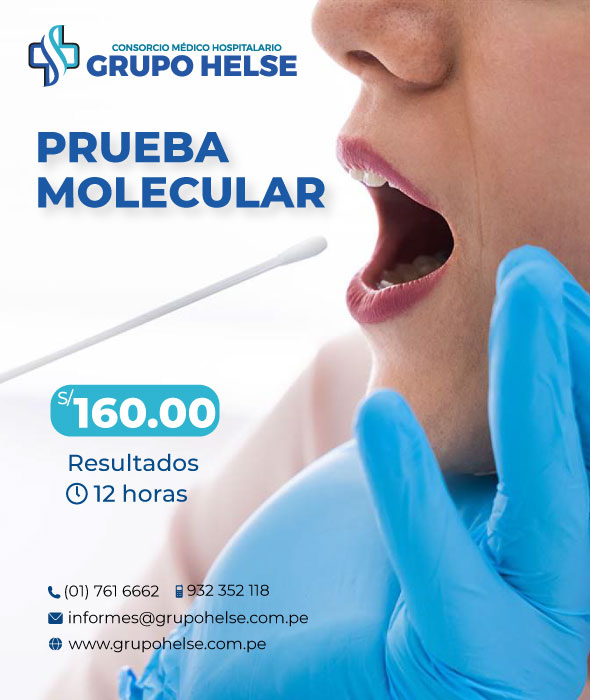 CONSORCIO MÉDICO HOSPITALARIO
GRUPO HELSE
PRUEBA
MOLECULAR
S/160.00
Resultados
12 horas
(01) 761 6662 932 352 118
informes@grupohelse.com.pe
www.grupohelse.com.pe